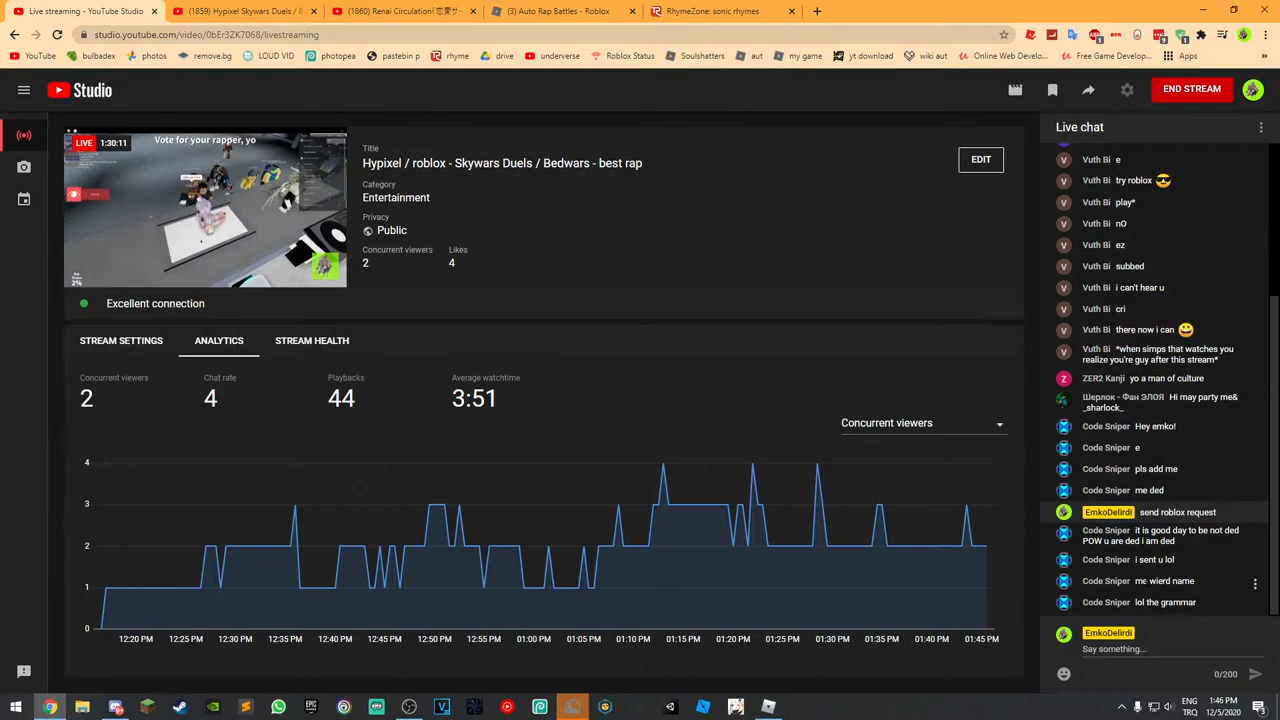 Live streaming - YouTube Studio
(1859) Hypixel Skywars Duels / B
(1860) Renai Circulation「恋愛サー
(3) Auto Rap Battles - Roblox
RhymeZone: sonic rhymes
studio.youtube.com/video/0bEr3ZK7068/livestreaming
YouTube
bulbadex
photos
remove.bg
LOUD VID
photopea
pastebin p
rhyme
drive
underverse
Roblox Status
Soulshatters
aut
my game
yt download
wiki aut
Online Web Develo...
Free Game Develop...
Apps
Studio
END STREAM
LIVE 1:30:11
Vote for your rapper, yo
2%
Title
Hypixel / roblox - Skywars Duels / Bedwars - best rap
EDIT
Category
Entertainment
Privacy
Public
Concurrent viewers Likes
2 4
Excellent connection
STREAM SETTINGS ANALYTICS STREAM HEALTH
Concurrent viewers Chat rate Playbacks Average watchtime
2 4 44 3:51
Concurrent viewers
4
3
2
1
0
12:20 PM 12:25 PM 12:30 PM 12:35 PM 12:40 PM 12:45 PM 12:50 PM 12:55 PM 01:00 PM 01:05 PM 01:10 PM 01:15 PM 01:20 PM 01:25 PM 01:30 PM 01:35 PM 01:40 PM 01:45 PM
Live chat
Vuth Bi e
Vuth Bi try roblox 😎
Vuth Bi play*
Vuth Bi nO
Vuth Bi ez
Vuth Bi subbed
Vuth Bi i can't hear u
Vuth Bi cri
Vuth Bi there now i can 😀
Vuth Bi *when simps that watches you
realize you're guy after this stream*
ZER2 Kanji yo a man of culture
Шерлок - Фан ЭЛОЯ Hi may party me&
_sharlock_
Code Sniper Hey emko!
Code Sniper e
Code Sniper pls add me
Code Sniper me ded
EmkoDelirdi send roblox request
Code Sniper it is good day to be not ded
POW u are ded i am ded
Code Sniper i sent u lol
Code Sniper me wierd name
Code Sniper lol the grammar
EmkoDelirdi
Say something...
0/200
ENG
TRQ
1:46 PM
12/5/2020